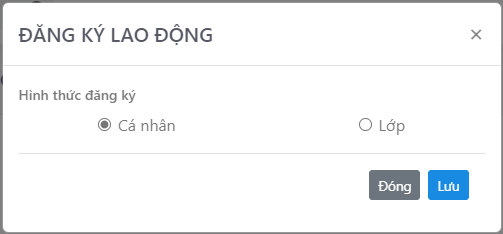 ĐĂNG KÝ LAO ĐỘNG ×
Hình thức đăng ký
Cá nhân Lớp
Đóng Lưu